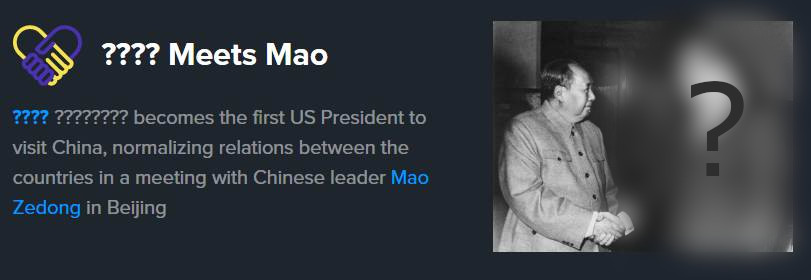 ???? Meets Mao
???? ???????? becomes the first US President to
visit China, normalizing relations between the
countries in a meeting with Chinese leader Mao
Zedong in Beijing
?